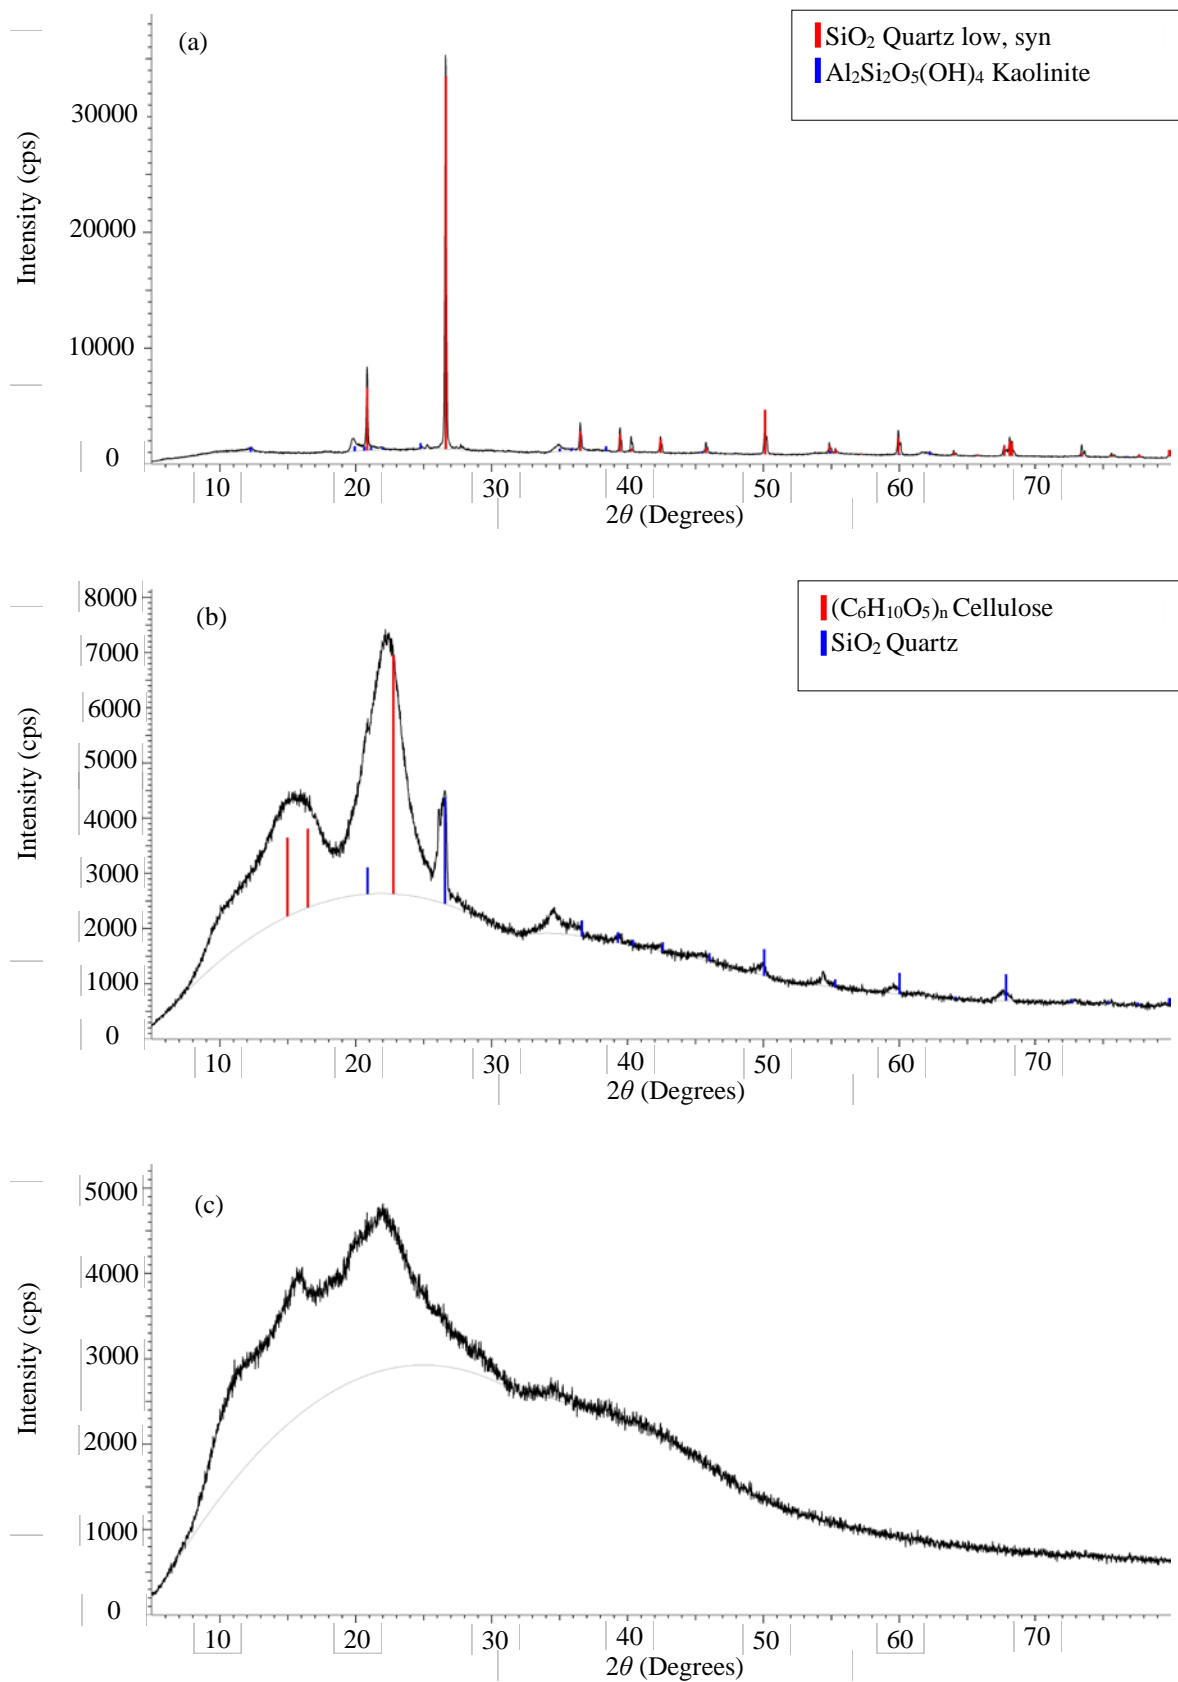 (a)
SiO₂ Quartz low, syn
Al₂Si₂O₅(OH)₄ Kaolinite
Intensity (cps)
30000
20000
10000
0
10 20 30 40 50 60 70
2θ (Degrees)
(b)
(C₆H₁₀O₅)ₙ Cellulose
SiO₂ Quartz
Intensity (cps)
8000
7000
6000
5000
4000
3000
2000
1000
0
10 20 30 40 50 60 70
2θ (Degrees)
(c)
Intensity (cps)
5000
4000
3000
2000
1000
0
10 20 30 40 50 60 70
2θ (Degrees)